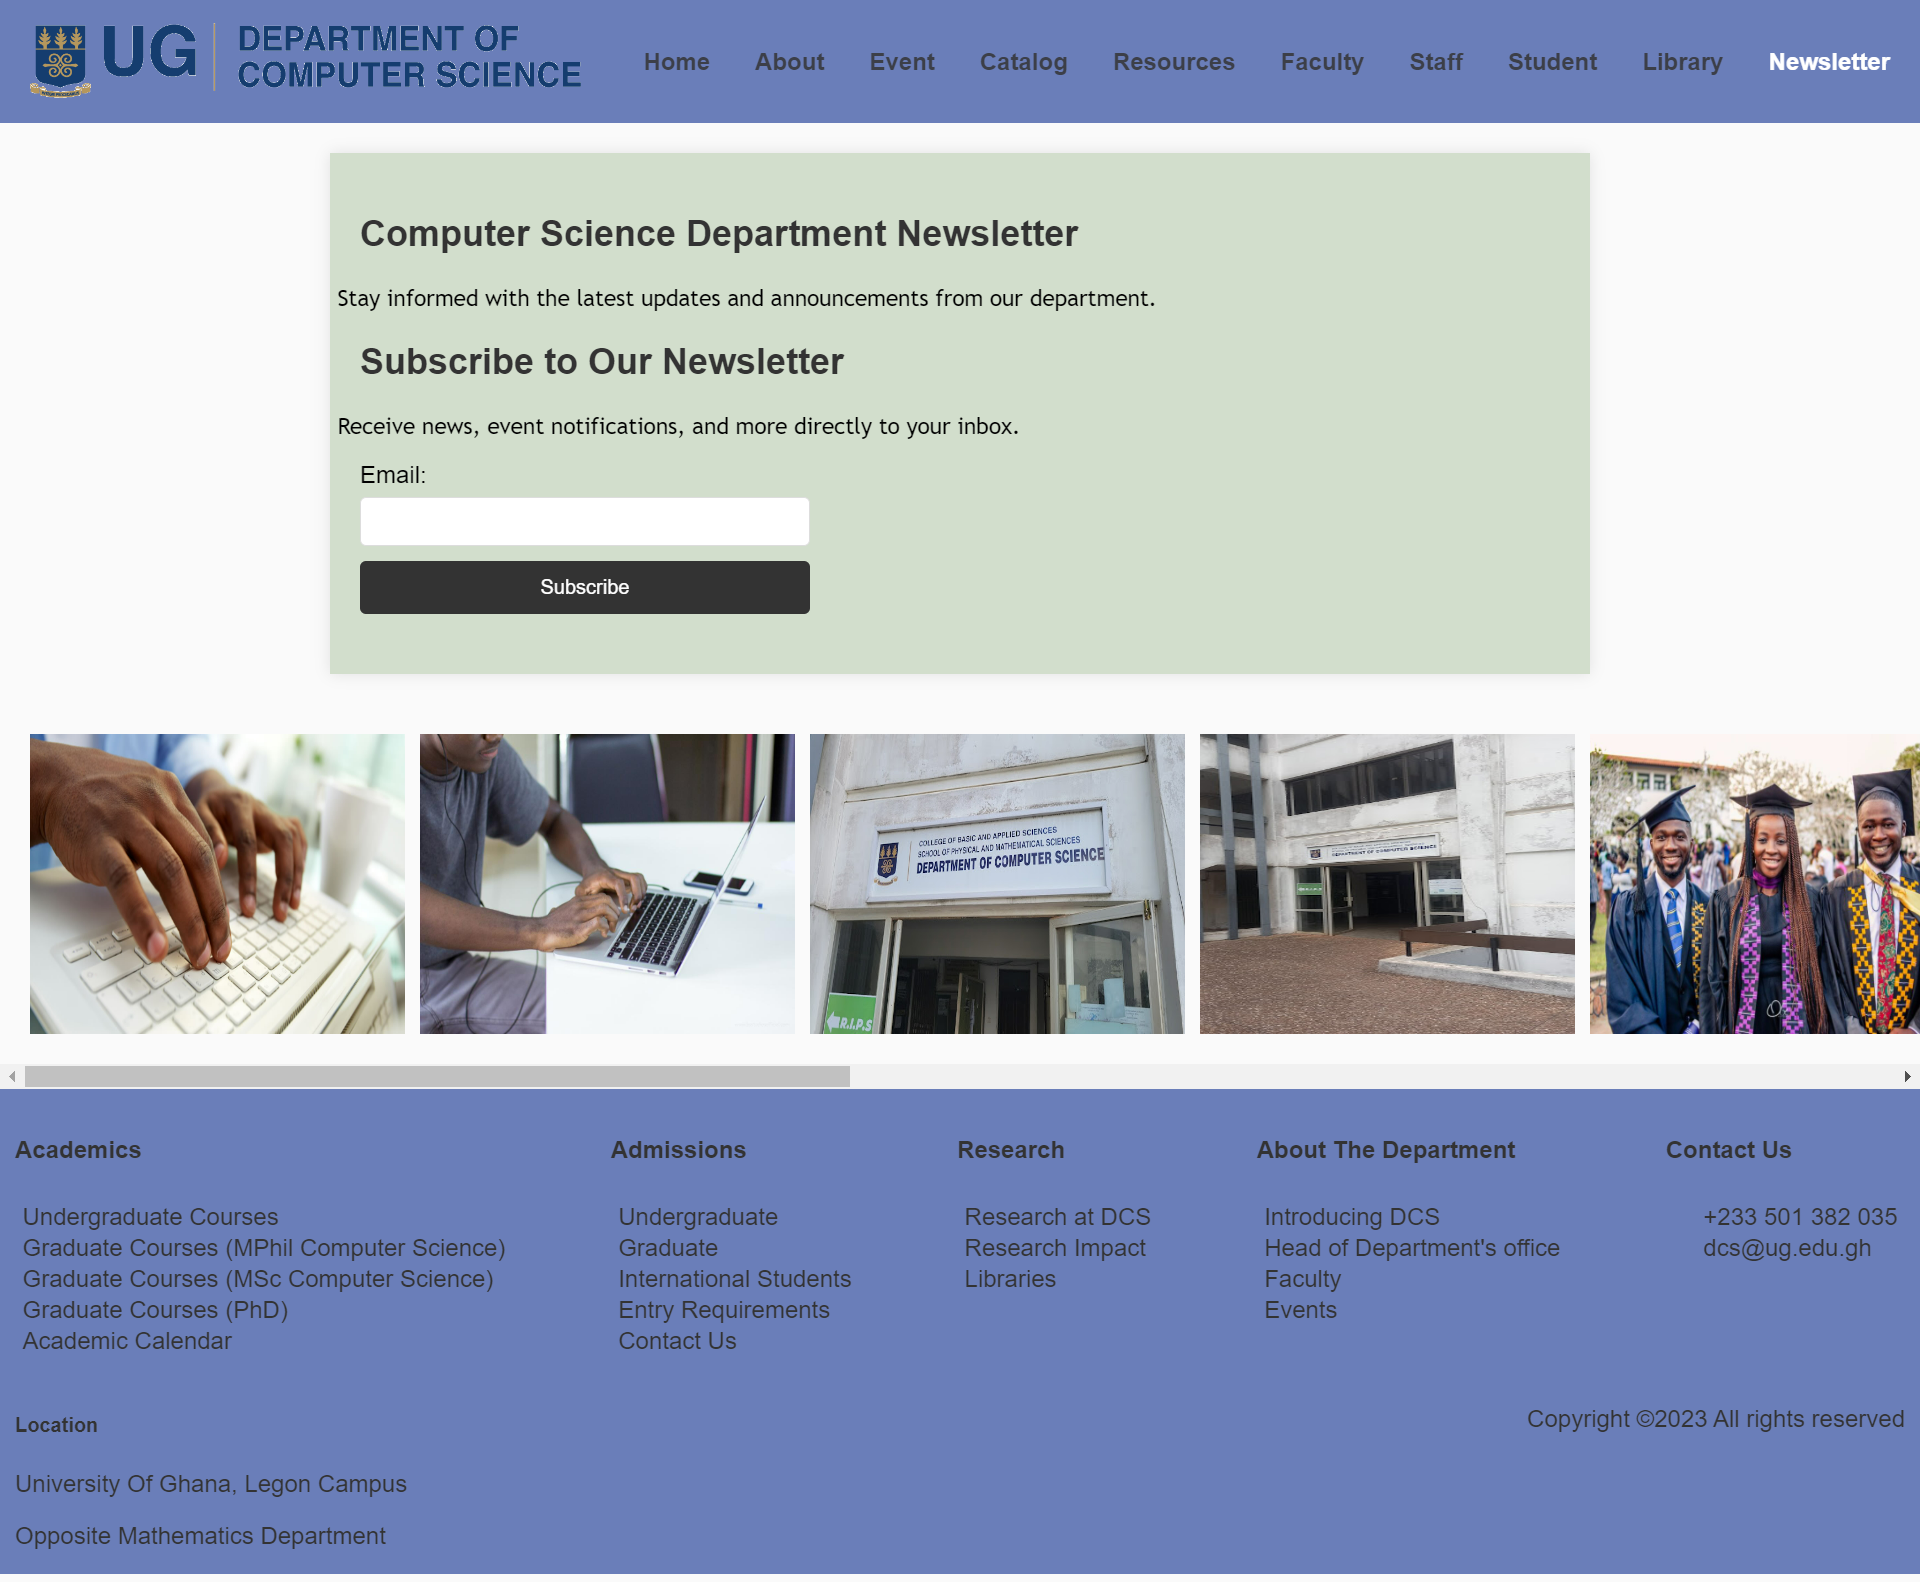 UG
DEPARTMENT OF
COMPUTER SCIENCE
Home About Event Catalog Resources Faculty Staff Student Library Newsletter
Computer Science Department Newsletter
Stay informed with the latest updates and announcements from our department.
Subscribe to Our Newsletter
Receive news, event notifications, and more directly to your inbox.
Email:
Subscribe
COLLEGE OF BASIC AND APPLIED SCIENCES
SCHOOL OF PHYSICAL AND MATHEMATICAL SCIENCES
DEPARTMENT OF COMPUTER SCIENCE
R.I.P.S
DEPARTMENT OF COMPUTER SCIENCE
R.I.P.S
Academics
Undergraduate Courses
Graduate Courses (MPhil Computer Science)
Graduate Courses (MSc Computer Science)
Graduate Courses (PhD)
Academic Calendar
Admissions
Undergraduate
Graduate
International Students
Entry Requirements
Contact Us
Research
Research at DCS
Research Impact
Libraries
About The Department
Introducing DCS
Head of Department's office
Faculty
Events
Contact Us
+233 501 382 035
dcs@ug.edu.gh
Location
University Of Ghana, Legon Campus
Opposite Mathematics Department
Copyright ©2023 All rights reserved